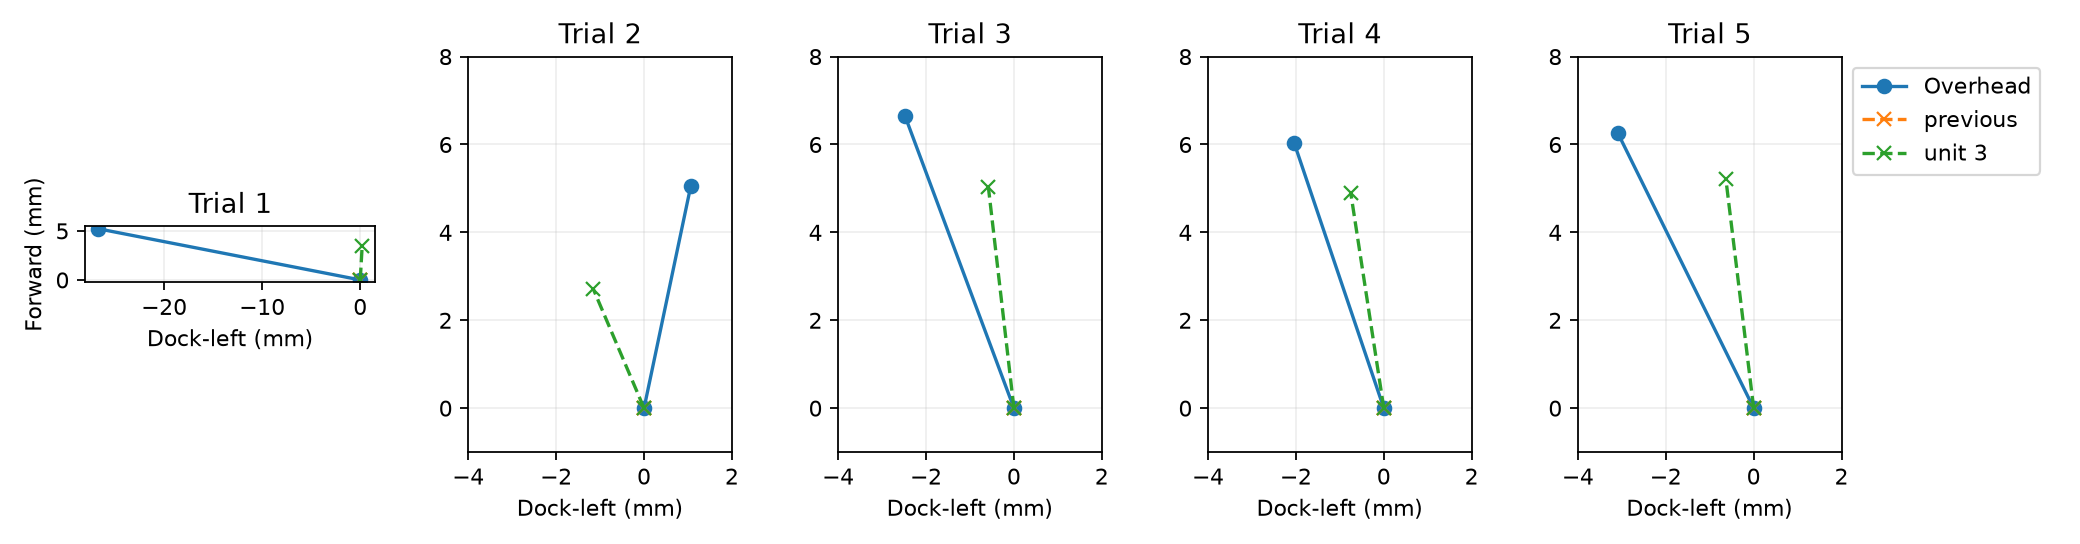 Trial 1
Forward (mm)
5
0
−20 −10 0
Dock-left (mm)
Trial 2
8
6
4
2
0
−4 −2 0 2
Dock-left (mm)
Trial 3
8
6
4
2
0
−4 −2 0 2
Dock-left (mm)
Trial 4
8
6
4
2
0
−4 −2 0 2
Dock-left (mm)
Trial 5
8
6
4
2
0
−4 −2 0 2
Dock-left (mm)
Overhead
previous
unit 3